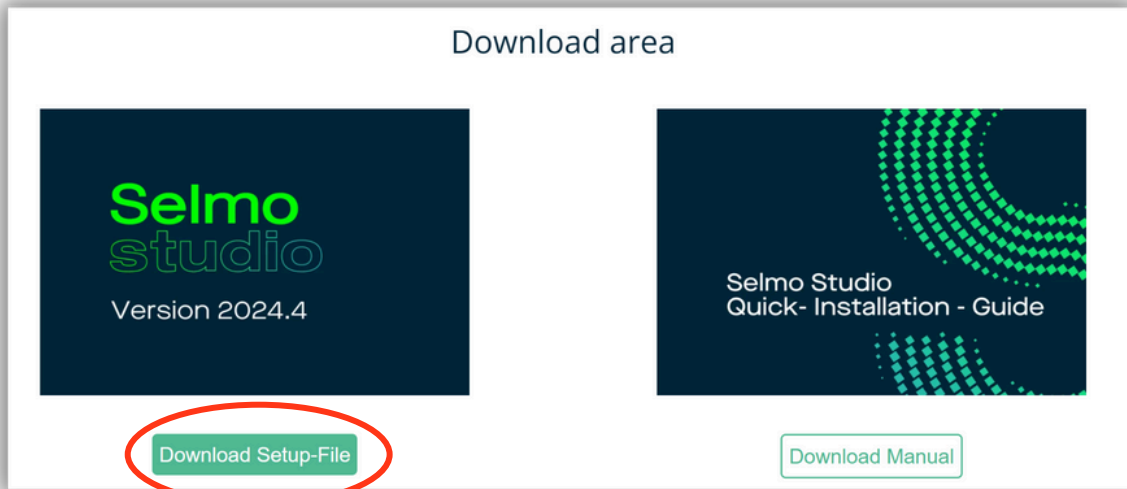 Download area
Selmo
studio
Version 2024.4
Download Setup-File
Selmo Studio
Quick- Installation - Guide
Download Manual